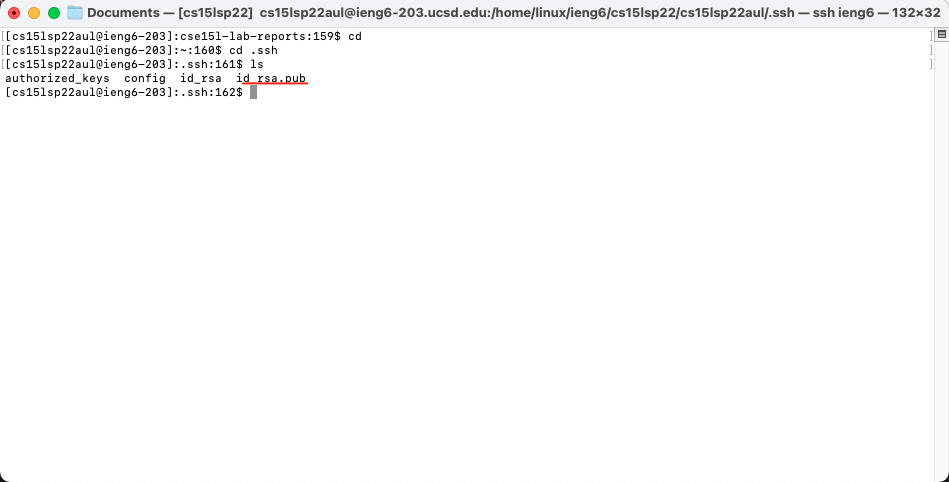 Documents — [cs15lsp22] cs15lsp22aul@ieng6-203.ucsd.edu:/home/linux/ieng6/cs15lsp22/cs15lsp22aul/.ssh — ssh ieng6 — 132×32
[[cs15lsp22aul@ieng6-203]:cse15l-lab-reports:159$ cd ]
[[cs15lsp22aul@ieng6-203]:~:160$ cd .ssh ]
[[cs15lsp22aul@ieng6-203]:.ssh:161$ ls ]
authorized_keys  config  id_rsa  id_rsa.pub
[cs15lsp22aul@ieng6-203]:.ssh:162$